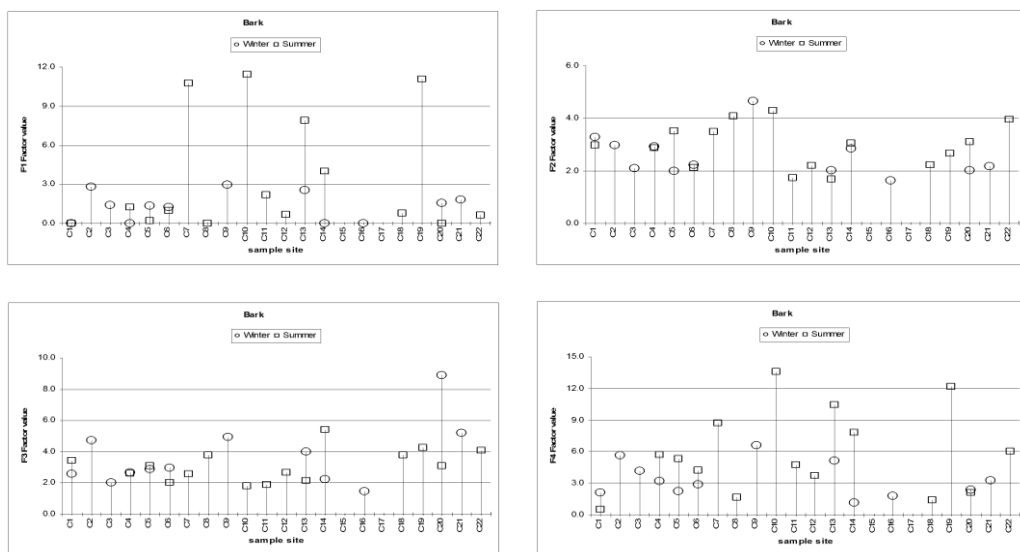 Bark
Winter Summer
F1 Factor value
12.0
9.0
6.0
3.0
0.0
C1 C2 C3 C4 C5 C6 C7 C8 C9 C10 C11 C12 C13 C14 C15 C16 C17 C18 C19 C20 C21 C22
sample site
Bark
Winter Summer
F2 Factor value
6.0
4.0
2.0
0.0
C1 C2 C3 C4 C5 C6 C7 C8 C9 C10 C11 C12 C13 C14 C15 C16 C17 C18 C19 C20 C21 C22
sample site
Bark
Winter Summer
F3 Factor value
10.0
8.0
6.0
4.0
2.0
0.0
C1 C2 C3 C4 C5 C6 C7 C8 C9 C10 C11 C12 C13 C14 C15 C16 C17 C18 C19 C20 C21 C22
sample site
Bark
Winter Summer
F4 Factor value
15.0
12.0
9.0
6.0
3.0
0.0
C1 C2 C3 C4 C5 C6 C7 C8 C9 C10 C11 C12 C13 C14 C15 C16 C17 C18 C19 C20 C21 C22
sample site